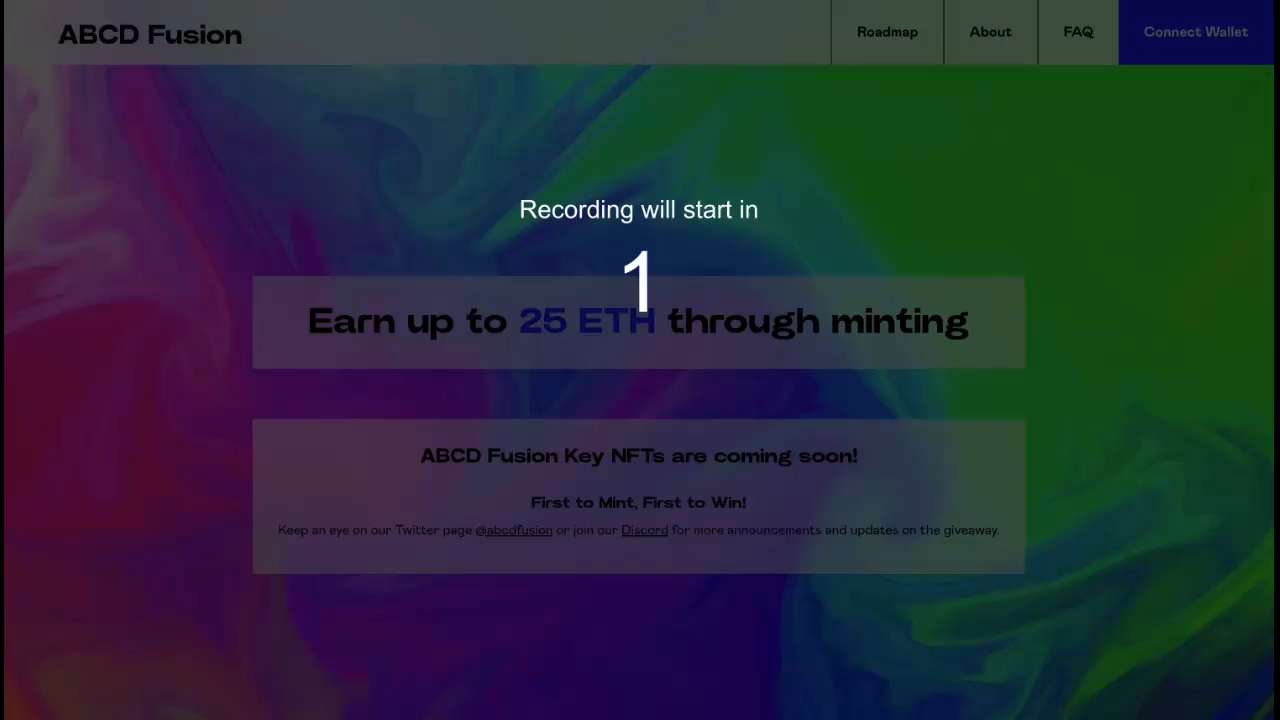 ABCD Fusion
Roadmap
About
FAQ
Connect Wallet
Recording will start in
1
Earn up to 25 ETH through minting
ABCD Fusion Key NFTs are coming soon!
First to Mint, First to Win!
Keep an eye on our Twitter page @abcdfusion or join our Discord for more announcements and updates on the giveaway.